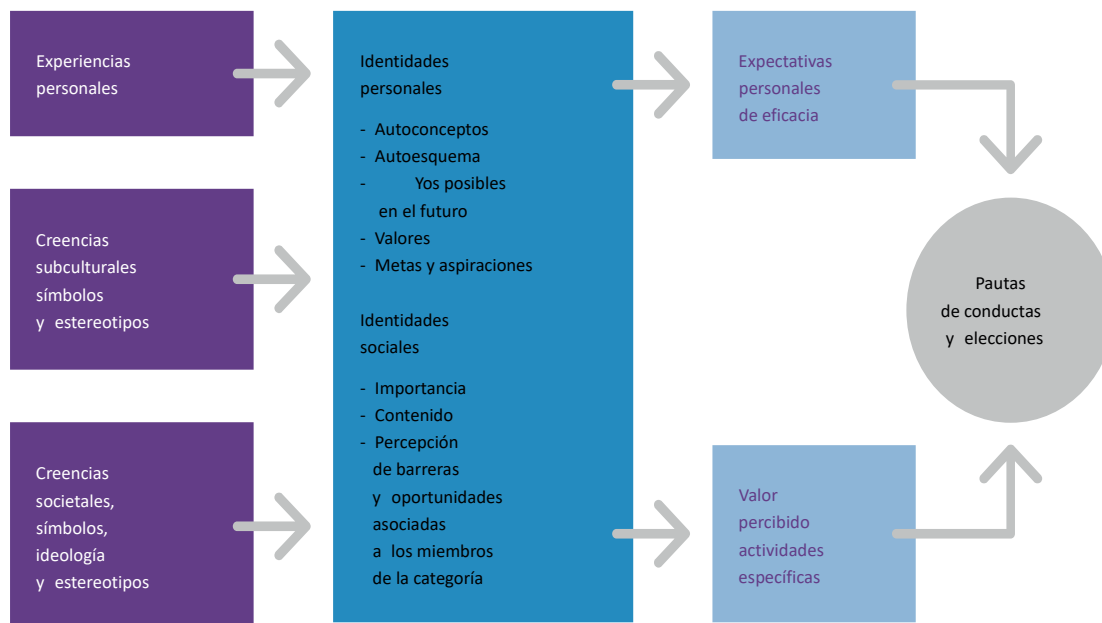 Experiencias
personales
Creencias
subculturales
símbolos
y estereotipos
Creencias
societales,
símbolos,
ideología
y estereotipos
Identidades
personales
- Autoconceptos
- Autoesquema
- Yos posibles
en el futuro
- Valores
- Metas y aspiraciones
Identidades
sociales
- Importancia
- Contenido
- Percepción
de barreras
y oportunidades
asociadas
a los miembros
de la categoría
Expectativas
personales
de eficacia
Valor
percibido
actividades
específicas
Pautas
de conductas
y elecciones